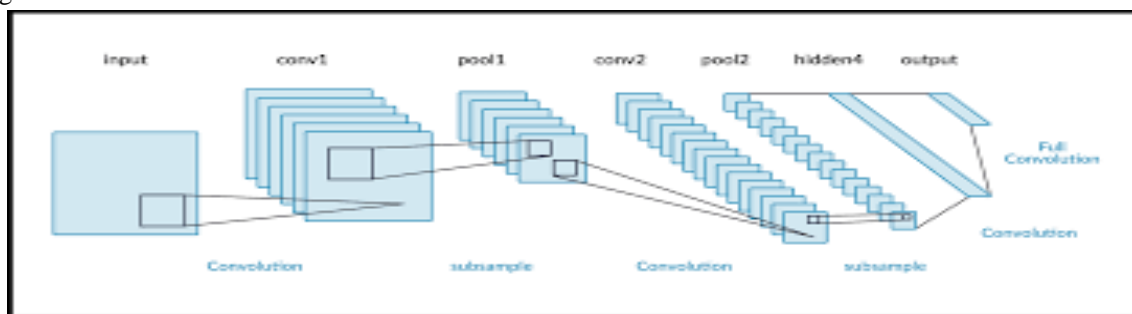 input conv1 pool1 conv2 pool2 hidden4 output
Full
Convolution
Convolution
Convolution subsample Convolution subsample